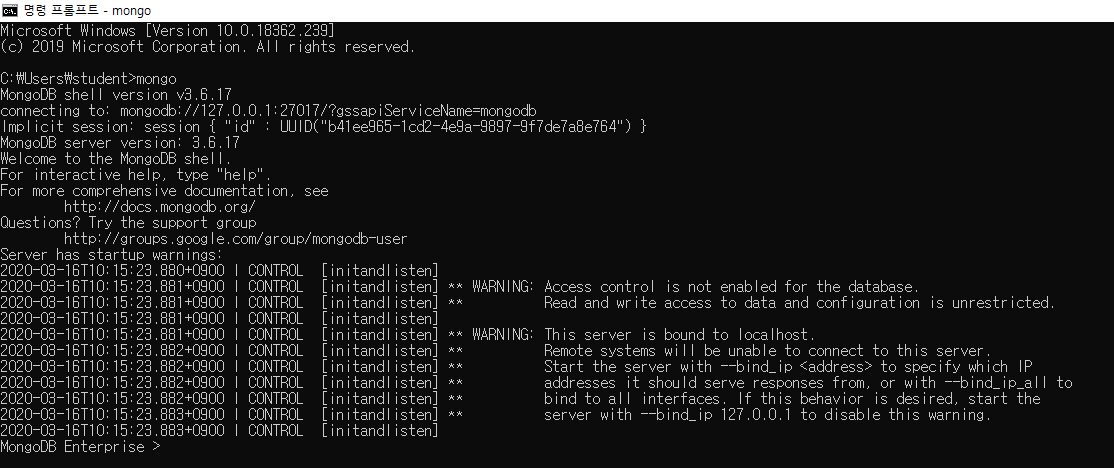 명령 프롬프트 - mongo
Microsoft Windows [Version 10.0.18362.239]
(c) 2019 Microsoft Corporation. All rights reserved.
C:₩Users₩student>mongo
MongoDB shell version v3.6.17
connecting to: mongodb://127.0.0.1:27017/?gssapiServiceName=mongodb
Implicit session: session { "id" : UUID("b41ee965-1cd2-4e9a-9897-9f7de7a8e764") }
MongoDB server version: 3.6.17
Welcome to the MongoDB shell.
For interactive help, type "help".
For more comprehensive documentation, see
        http://docs.mongodb.org/
Questions? Try the support group
        http://groups.google.com/group/mongodb-user
Server has startup warnings:
2020-03-16T10:15:23.880+0900 I CONTROL  [initandlisten]
2020-03-16T10:15:23.881+0900 I CONTROL  [initandlisten] ** WARNING: Access control is not enabled for the database.
2020-03-16T10:15:23.881+0900 I CONTROL  [initandlisten] **          Read and write access to data and configuration is unrestricted.
2020-03-16T10:15:23.881+0900 I CONTROL  [initandlisten]
2020-03-16T10:15:23.881+0900 I CONTROL  [initandlisten] ** WARNING: This server is bound to localhost.
2020-03-16T10:15:23.882+0900 I CONTROL  [initandlisten] **          Remote systems will be unable to connect to this server.
2020-03-16T10:15:23.882+0900 I CONTROL  [initandlisten] **          Start the server with --bind_ip <address> to specify which IP
2020-03-16T10:15:23.882+0900 I CONTROL  [initandlisten] **          addresses it should serve responses from, or with --bind_ip_all to
2020-03-16T10:15:23.882+0900 I CONTROL  [initandlisten] **          bind to all interfaces. If this behavior is desired, start the
2020-03-16T10:15:23.883+0900 I CONTROL  [initandlisten] **          server with --bind_ip 127.0.0.1 to disable this warning.
2020-03-16T10:15:23.883+0900 I CONTROL  [initandlisten]
MongoDB Enterprise >